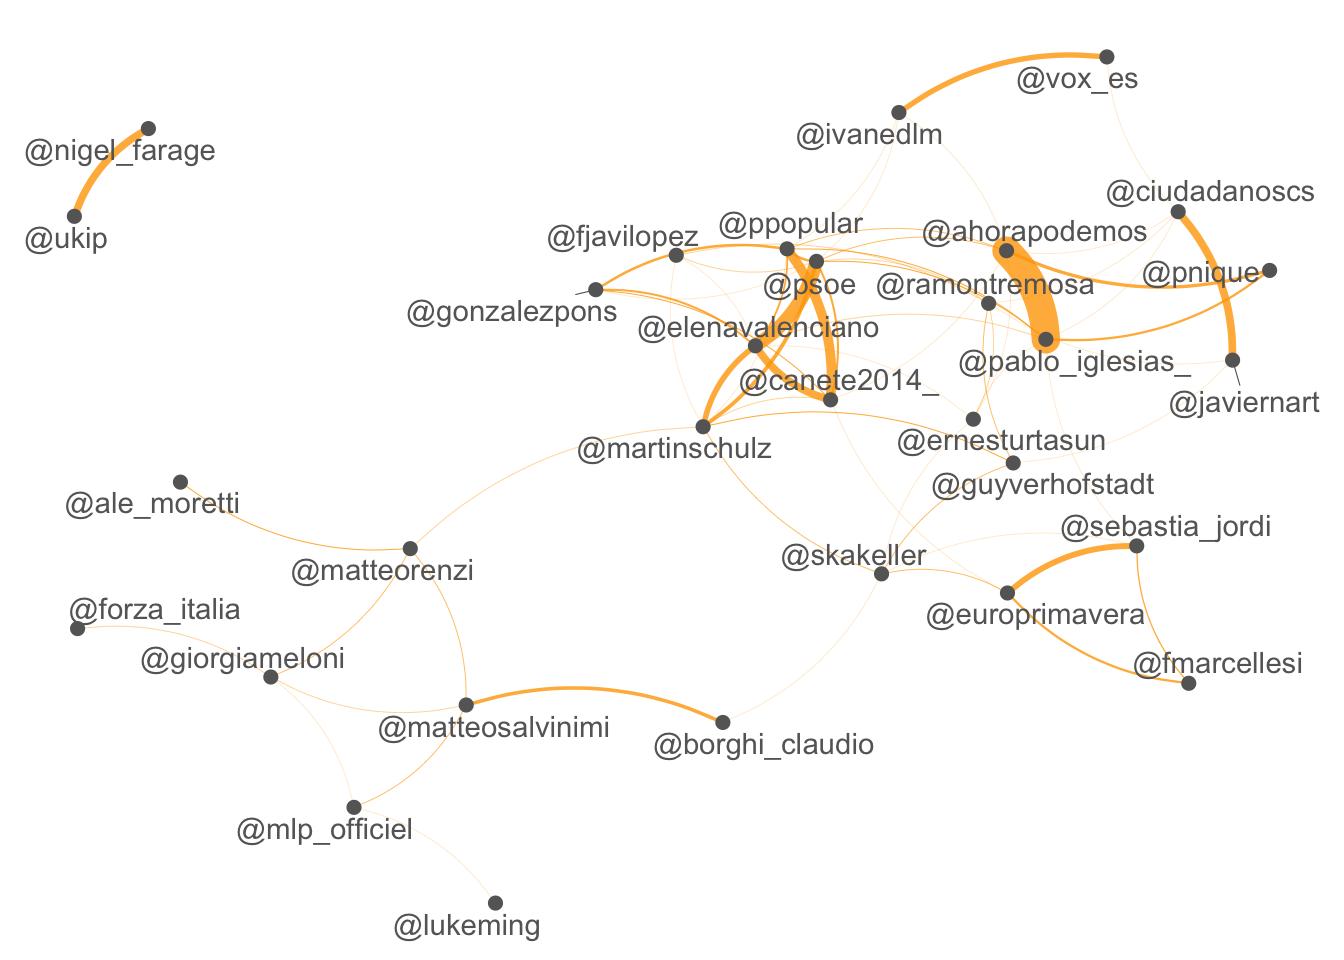 @vox_es
@ivanedlm
@nigel_farage
@ciudadanoscs
@ppopular
@ahorapodemos
@fjavilopez
@ukip
@pnique
@psoe
@ramontremosa
@gonzalezpons
@elenavalenciano
@pablo_iglesias_
@canete2014_
@javiernart
@ernesturtasun
@martinschulz
@guyverhofstadt
@ale_moretti
@sebastia_jordi
@skakeller
@matteorenzi
@forza_italia
@europrimavera
@giorgiameloni
@fmarcellesi
@matteosalvinimi
@borghi_claudio
@mlp_officiel
@lukeming